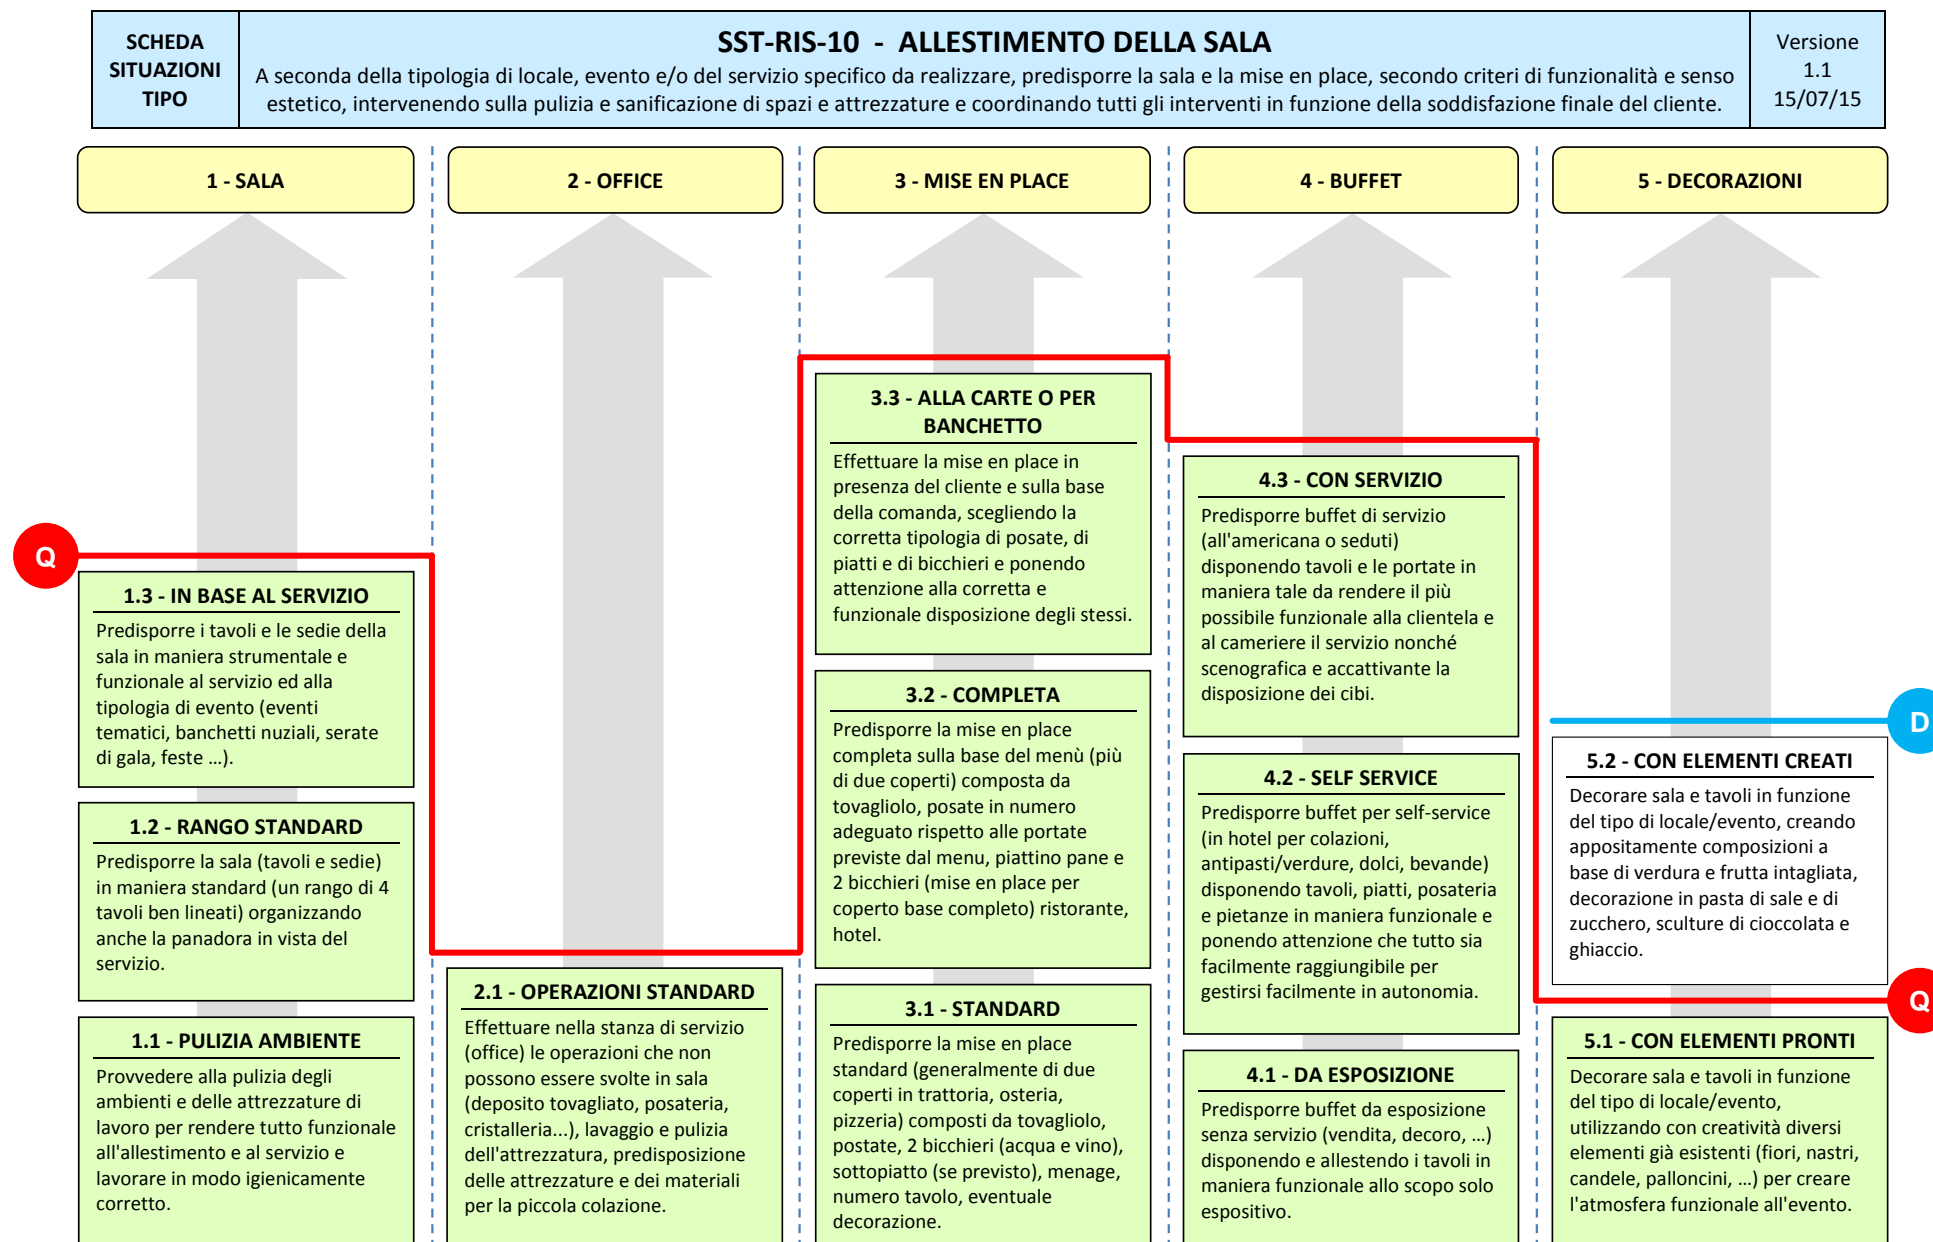 SCHEDA
SITUAZIONI
TIPO
SST-RIS-10 - ALLESTIMENTO DELLA SALA
A seconda della tipologia di locale, evento e/o del servizio specifico da realizzare, predisporre la sala e la mise en place, secondo criteri di funzionalità e senso
estetico, intervenendo sulla pulizia e sanificazione di spazi e attrezzature e coordinando tutti gli interventi in funzione della soddisfazione finale del cliente.
Versione
1.1
15/07/15
1 - SALA
2 - OFFICE
3 - MISE EN PLACE
4 - BUFFET
5 - DECORAZIONI
Q
1.3 - IN BASE AL SERVIZIO
Predisporre i tavoli e le sedie della
sala in maniera strumentale e
funzionale al servizio ed alla
tipologia di evento (eventi
tematici, banchetti nuziali, serate
di gala, feste ...).
1.2 - RANGO STANDARD
Predisporre la sala (tavoli e sedie)
in maniera standard (un rango di 4
tavoli ben lineati) organizzando
anche la panadora in vista del
servizio.
1.1 - PULIZIA AMBIENTE
Provvedere alla pulizia degli
ambienti e delle attrezzature di
lavoro per rendere tutto funzionale
all'allestimento e al servizio e
lavorare in modo igienicamente
corretto.
2.1 - OPERAZIONI STANDARD
Effettuare nella stanza di servizio
(office) le operazioni che non
possono essere svolte in sala
(deposito tovagliato, posateria,
cristalleria...), lavaggio e pulizia
dell'attrezzatura, predisposizione
delle attrezzature e dei materiali
per la piccola colazione.
3.3 - ALLA CARTE O PER
BANCHETTO
Effettuare la mise en place in
presenza del cliente e sulla base
della comanda, scegliendo la
corretta tipologia di posate, di
piatti e di bicchieri e ponendo
attenzione alla corretta e
funzionale disposizione degli stessi.
3.2 - COMPLETA
Predisporre la mise en place
completa sulla base del menù (più
di due coperti) composta da
tovagliolo, posate in numero
adeguato rispetto alle portate
previste dal menu, piattino pane e
2 bicchieri (mise en place per
coperto base completo) ristorante,
hotel.
3.1 - STANDARD
Predisporre la mise en place
standard (generalmente di due
coperti in trattoria, osteria,
pizzeria) composti da tovagliolo,
postate, 2 bicchieri (acqua e vino),
sottopiatto (se previsto), menage,
numero tavolo, eventuale
decorazione.
4.3 - CON SERVIZIO
Predisporre buffet di servizio
(all'americana o seduti)
disponendo tavoli e le portate in
maniera tale da rendere il più
possibile funzionale alla clientela e
al cameriere il servizio nonché
scenografica e accattivante la
disposizione dei cibi.
4.2 - SELF SERVICE
Predisporre buffet per self-service
(in hotel per colazioni,
antipasti/verdure, dolci, bevande)
disponendo tavoli, piatti, posateria
e pietanze in maniera funzionale e
ponendo attenzione che tutto sia
facilmente raggiungibile per
gestirsi facilmente in autonomia.
4.1 - DA ESPOSIZIONE
Predisporre buffet da esposizione
senza servizio (vendita, decoro, ...)
disponendo e allestendo i tavoli in
maniera funzionale allo scopo solo
espositivo.
D
5.2 - CON ELEMENTI CREATI
Decorare sala e tavoli in funzione
del tipo di locale/evento, creando
appositamente composizioni a
base di verdura e frutta intagliata,
decorazione in pasta di sale e di
zucchero, sculture di cioccolata e
ghiaccio.
Q
5.1 - CON ELEMENTI PRONTI
Decorare sala e tavoli in funzione
del tipo di locale/evento,
utilizzando con creatività diversi
elementi già esistenti (fiori, nastri,
candele, palloncini, ...) per creare
l'atmosfera funzionale all'evento.